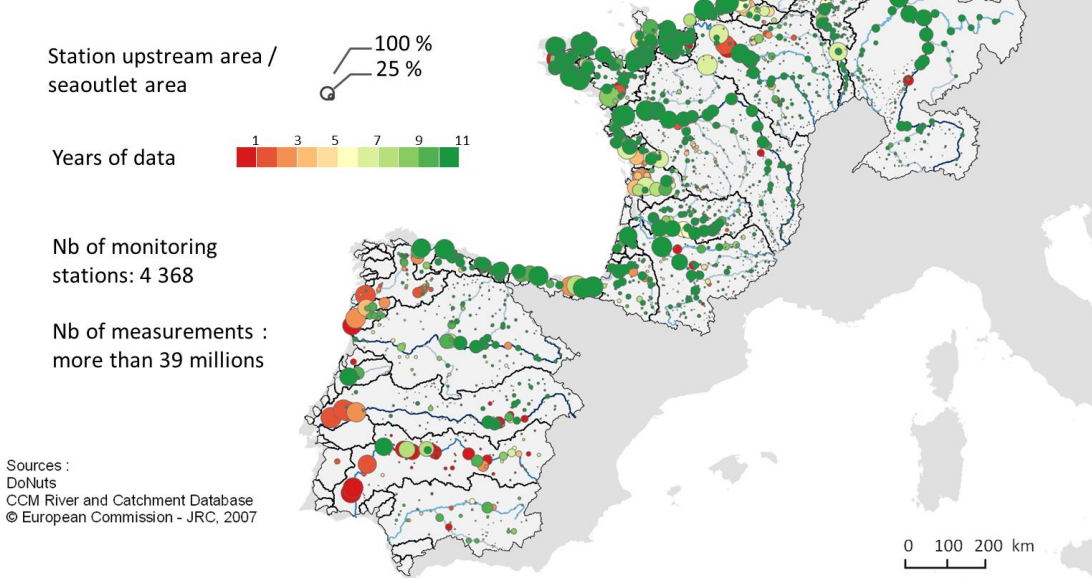 Station upstream area /
seaoutlet area
100 %
25 %
Years of data
1 3 5 7 9 11
Nb of monitoring
stations: 4 368
Nb of measurements :
more than 39 millions
Sources :
DoNuts
CCM River and Catchment Database
© European Commission - JRC, 2007
0 100 200 km